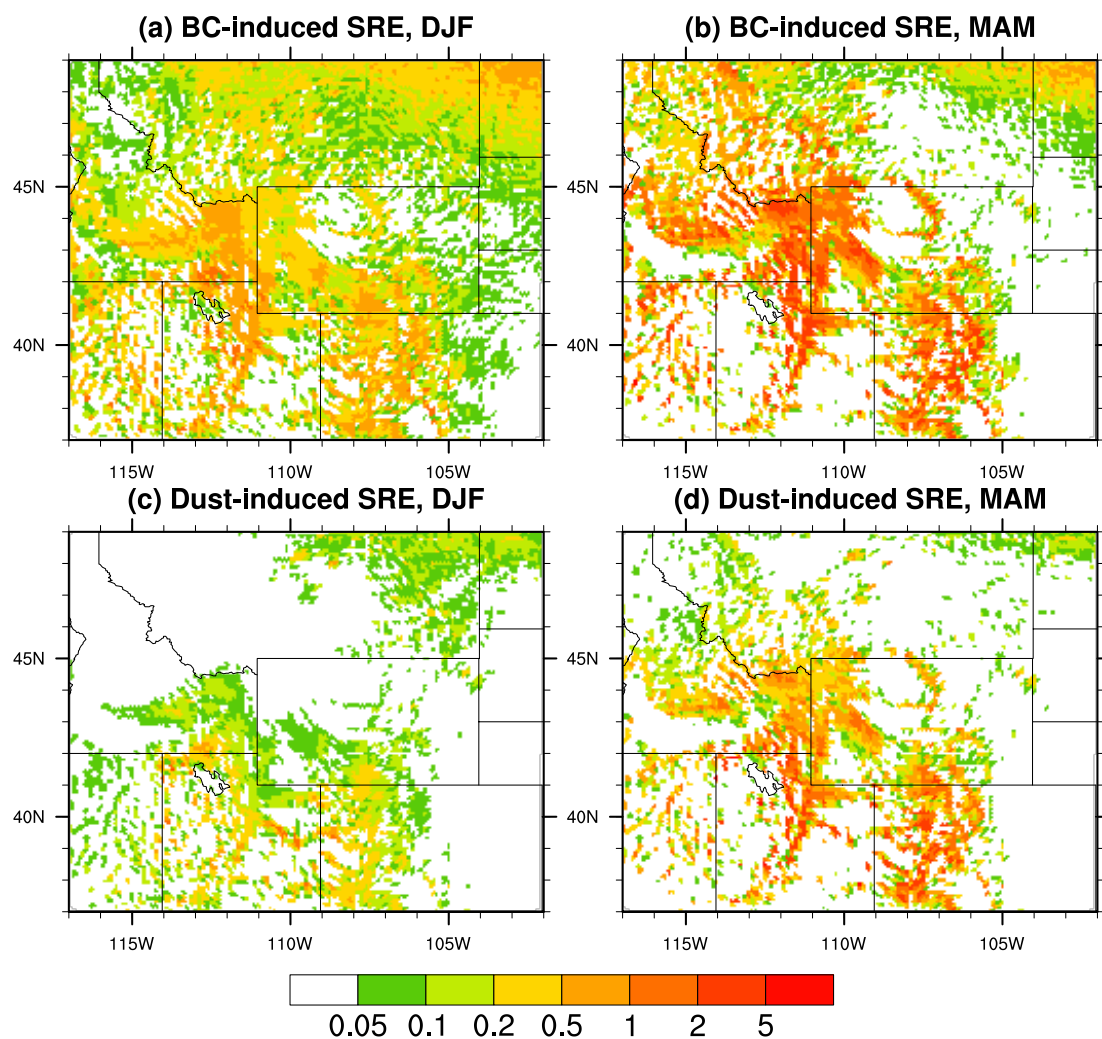 (a) BC-induced SRE, DJF
(b) BC-induced SRE, MAM
45N
40N
115W 110W 105W
45N
40N
115W 110W 105W
(c) Dust-induced SRE, DJF
(d) Dust-induced SRE, MAM
45N
40N
115W 110W 105W
45N
40N
115W 110W 105W
0.05 0.1 0.2 0.5 1 2 5